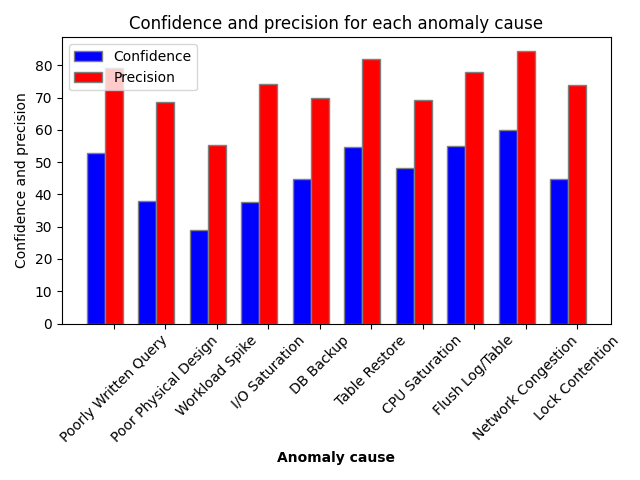 Confidence and precision for each anomaly cause
Confidence
Precision
Confidence and precision
80
70
60
50
40
30
20
10
0
Poorly Written Query
Poor Physical Design
Workload Spike
I/O Saturation
DB Backup
Table Restore
CPU Saturation
Flush Log/Table
Network Congestion
Lock Contention
Anomaly cause